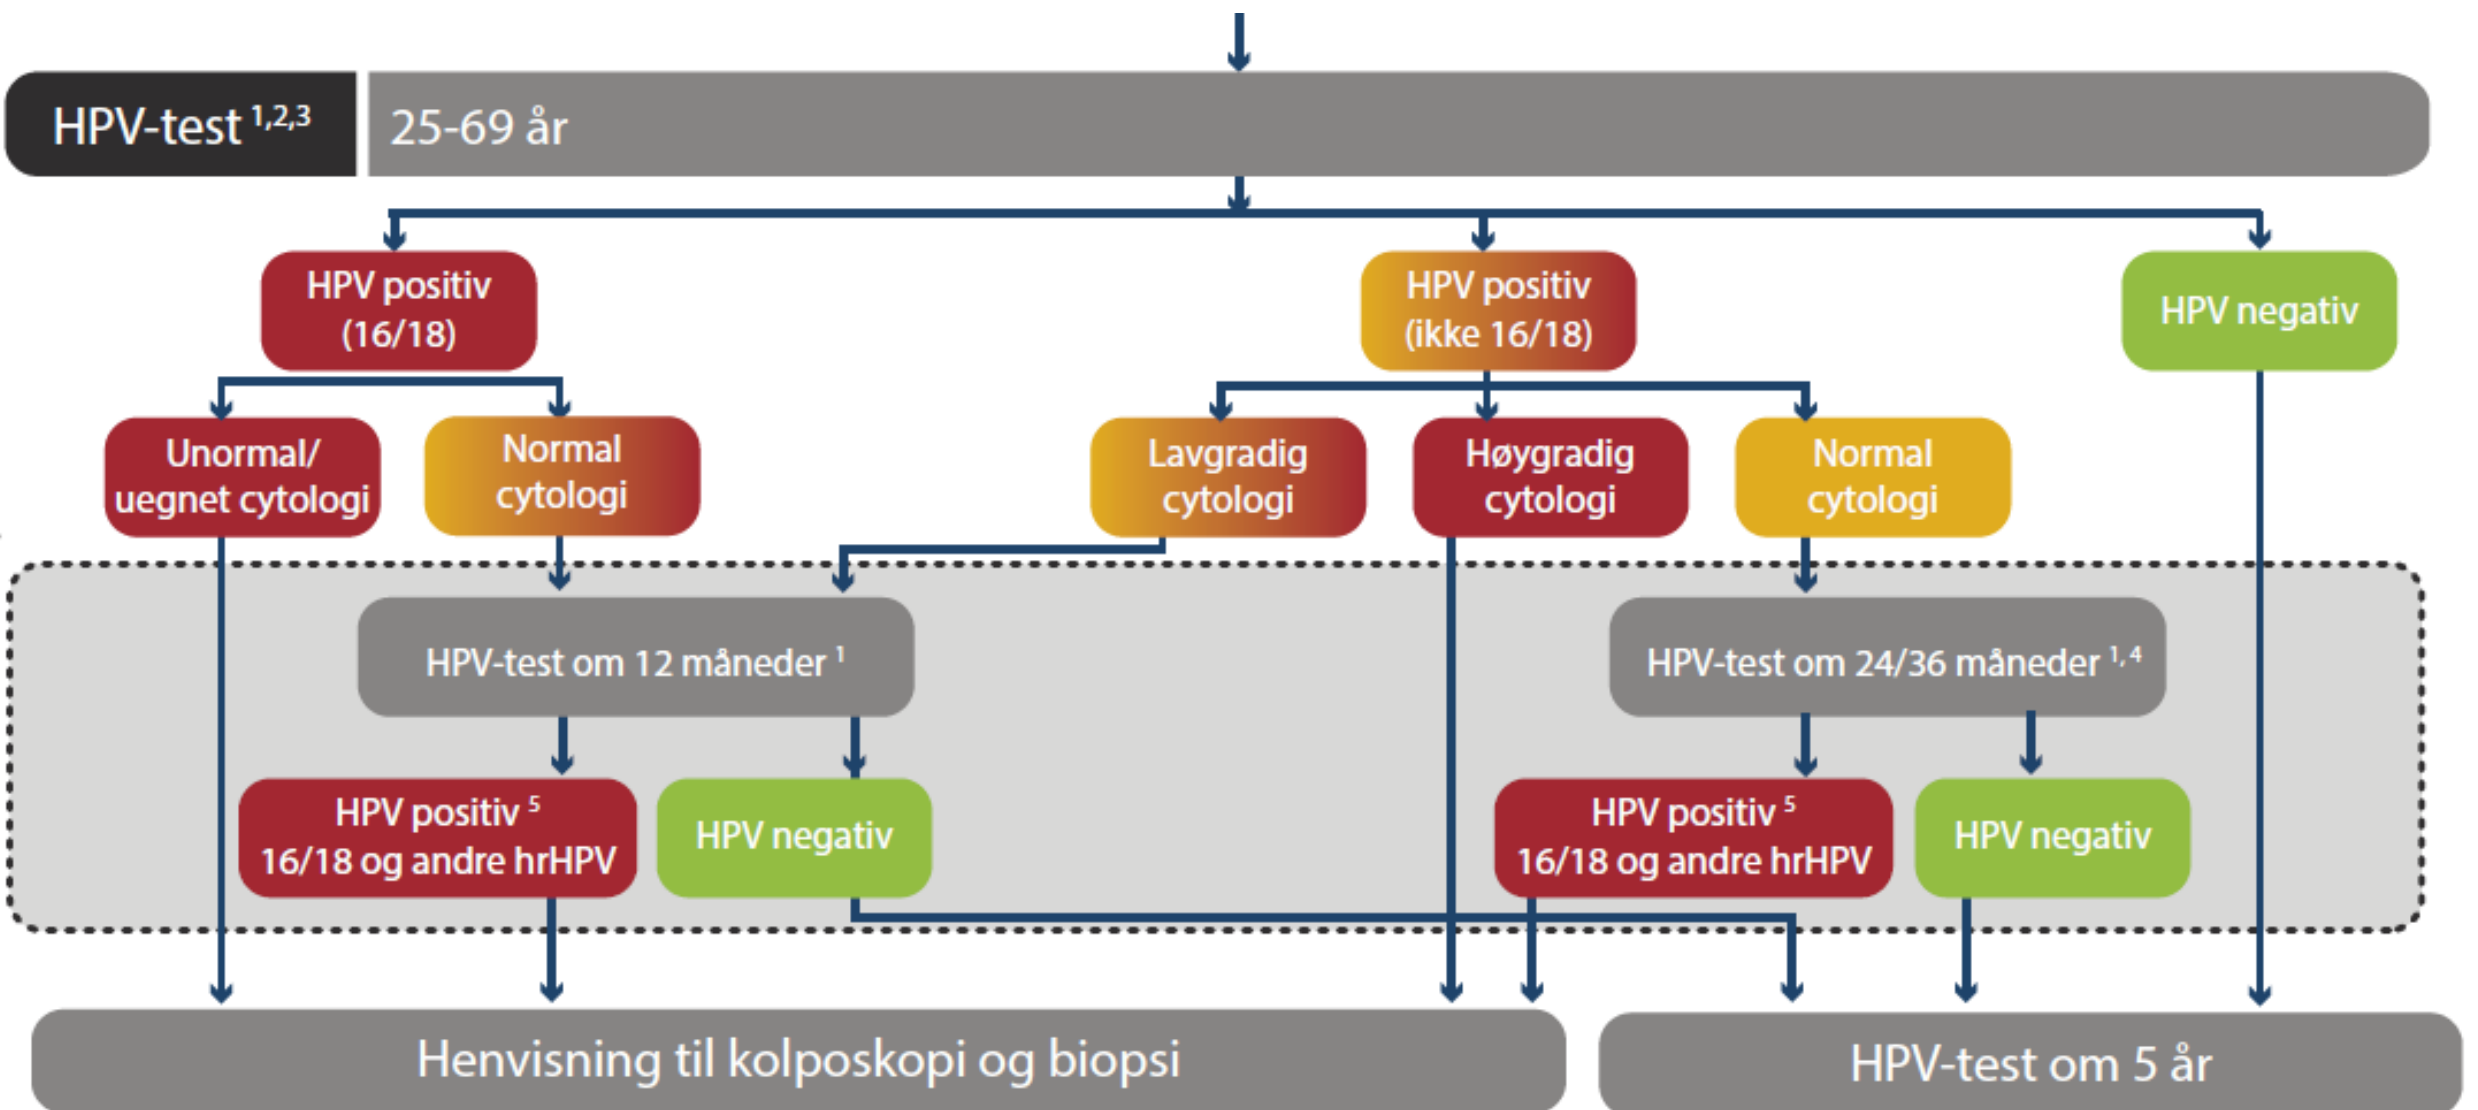 HPV-test 1,2,3
25-69 år
HPV positiv
(16/18)
HPV positiv
(ikke 16/18)
HPV negativ
Unormal/
uegnet cytologi
Normal
cytologi
Lavgradig
cytologi
Høygradig
cytologi
Normal
cytologi
HPV-test om 12 måneder 1
HPV-test om 24/36 måneder 1, 4
HPV positiv 5
16/18 og andre hrHPV
HPV negativ
HPV positiv 5
16/18 og andre hrHPV
HPV negativ
Henvisning til kolposkopi og biopsi
HPV-test om 5 år